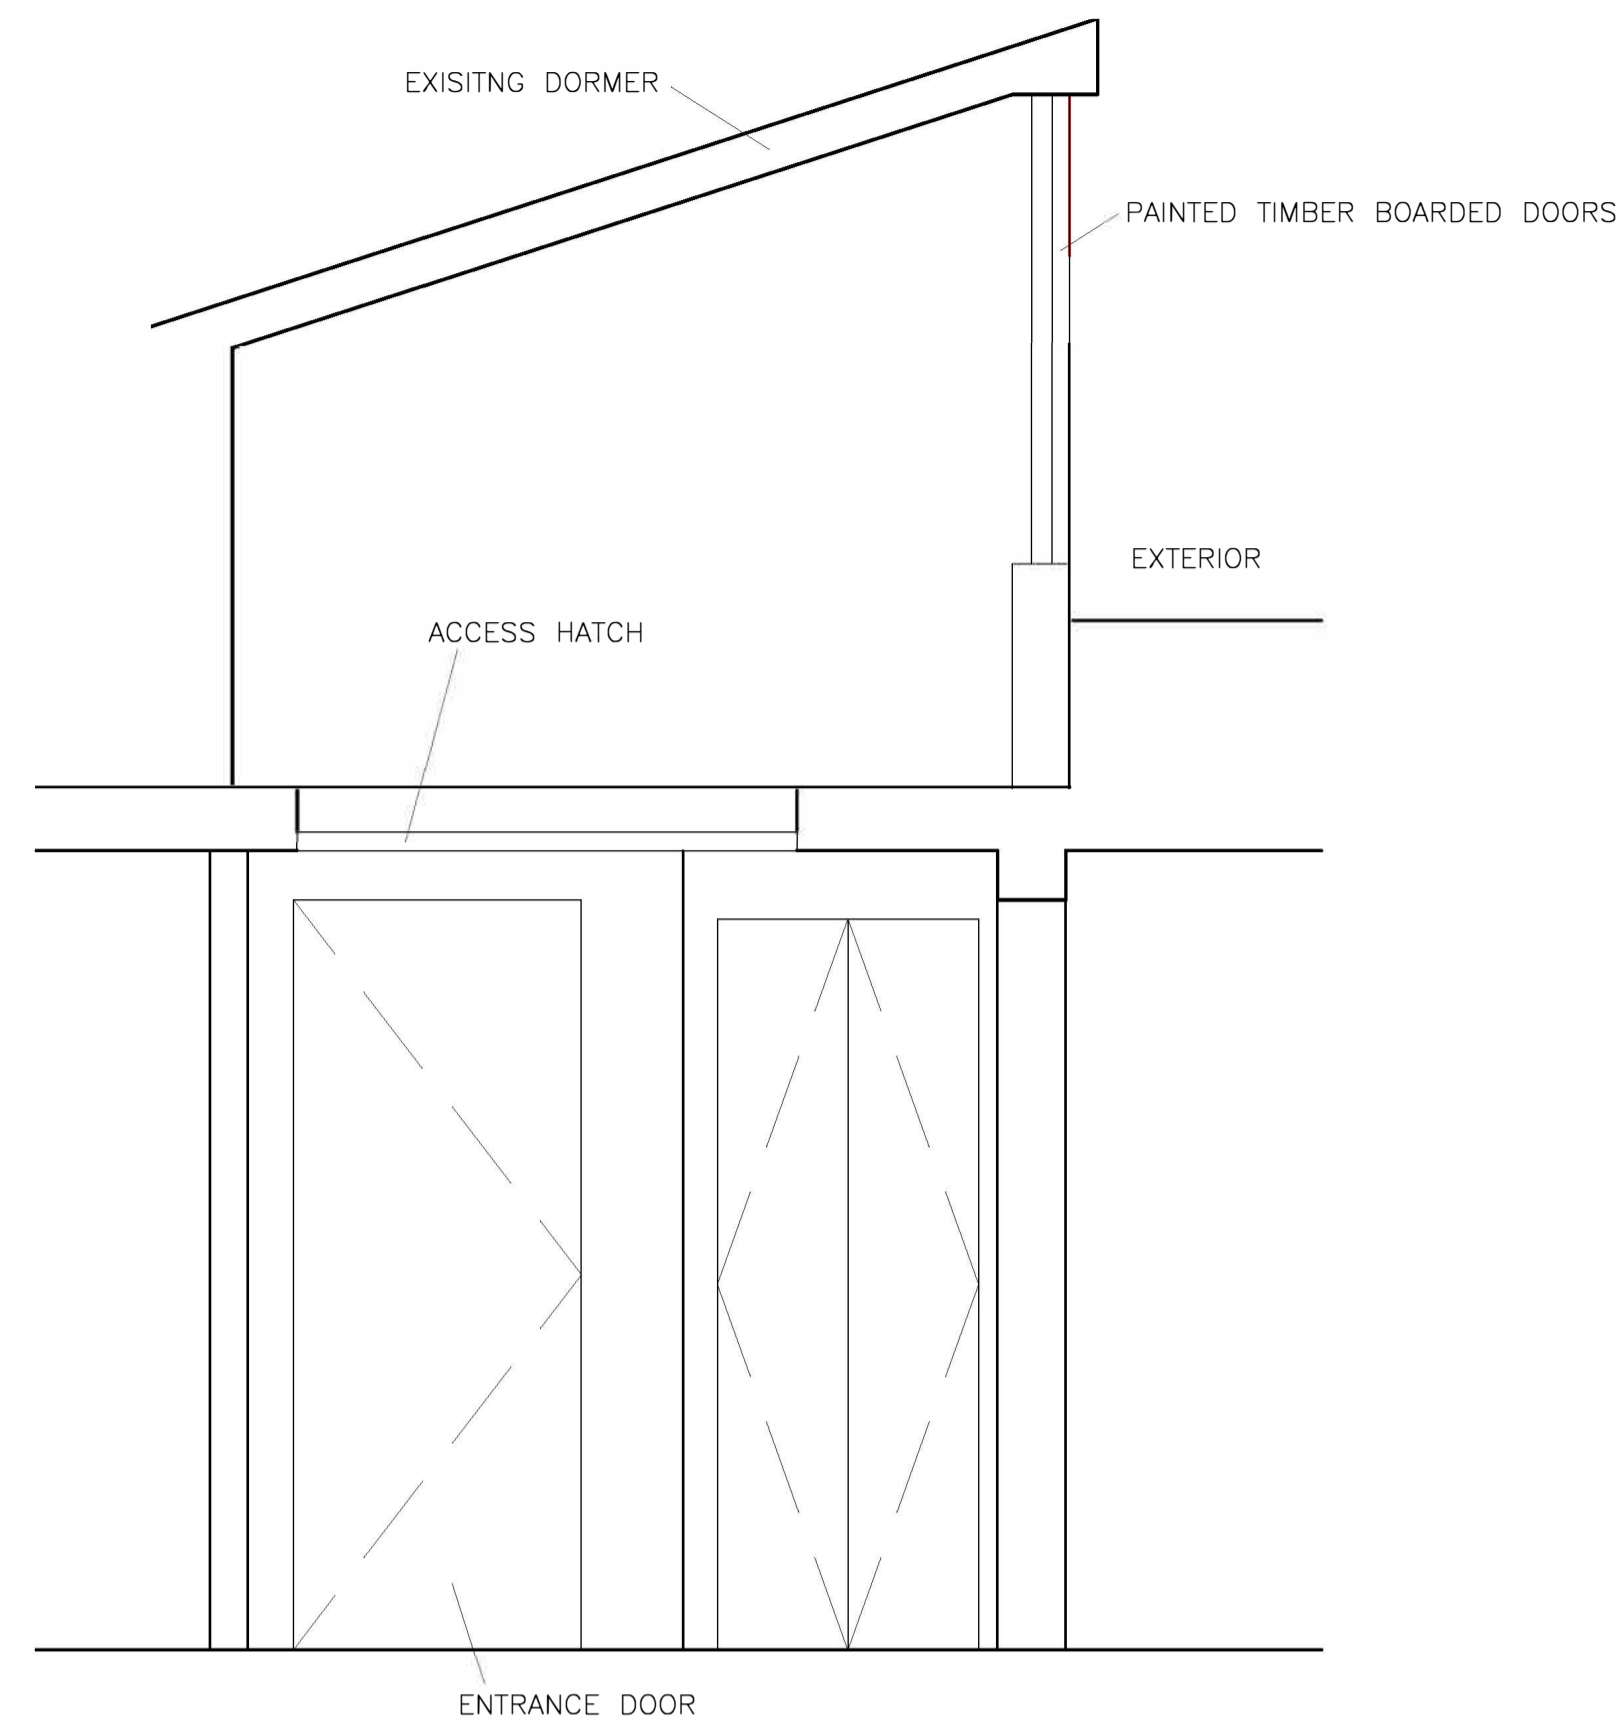 EXISITNG DORMER
PAINTED TIMBER BOARDED DOORS
EXTERIOR
ACCESS HATCH
ENTRANCE DOOR